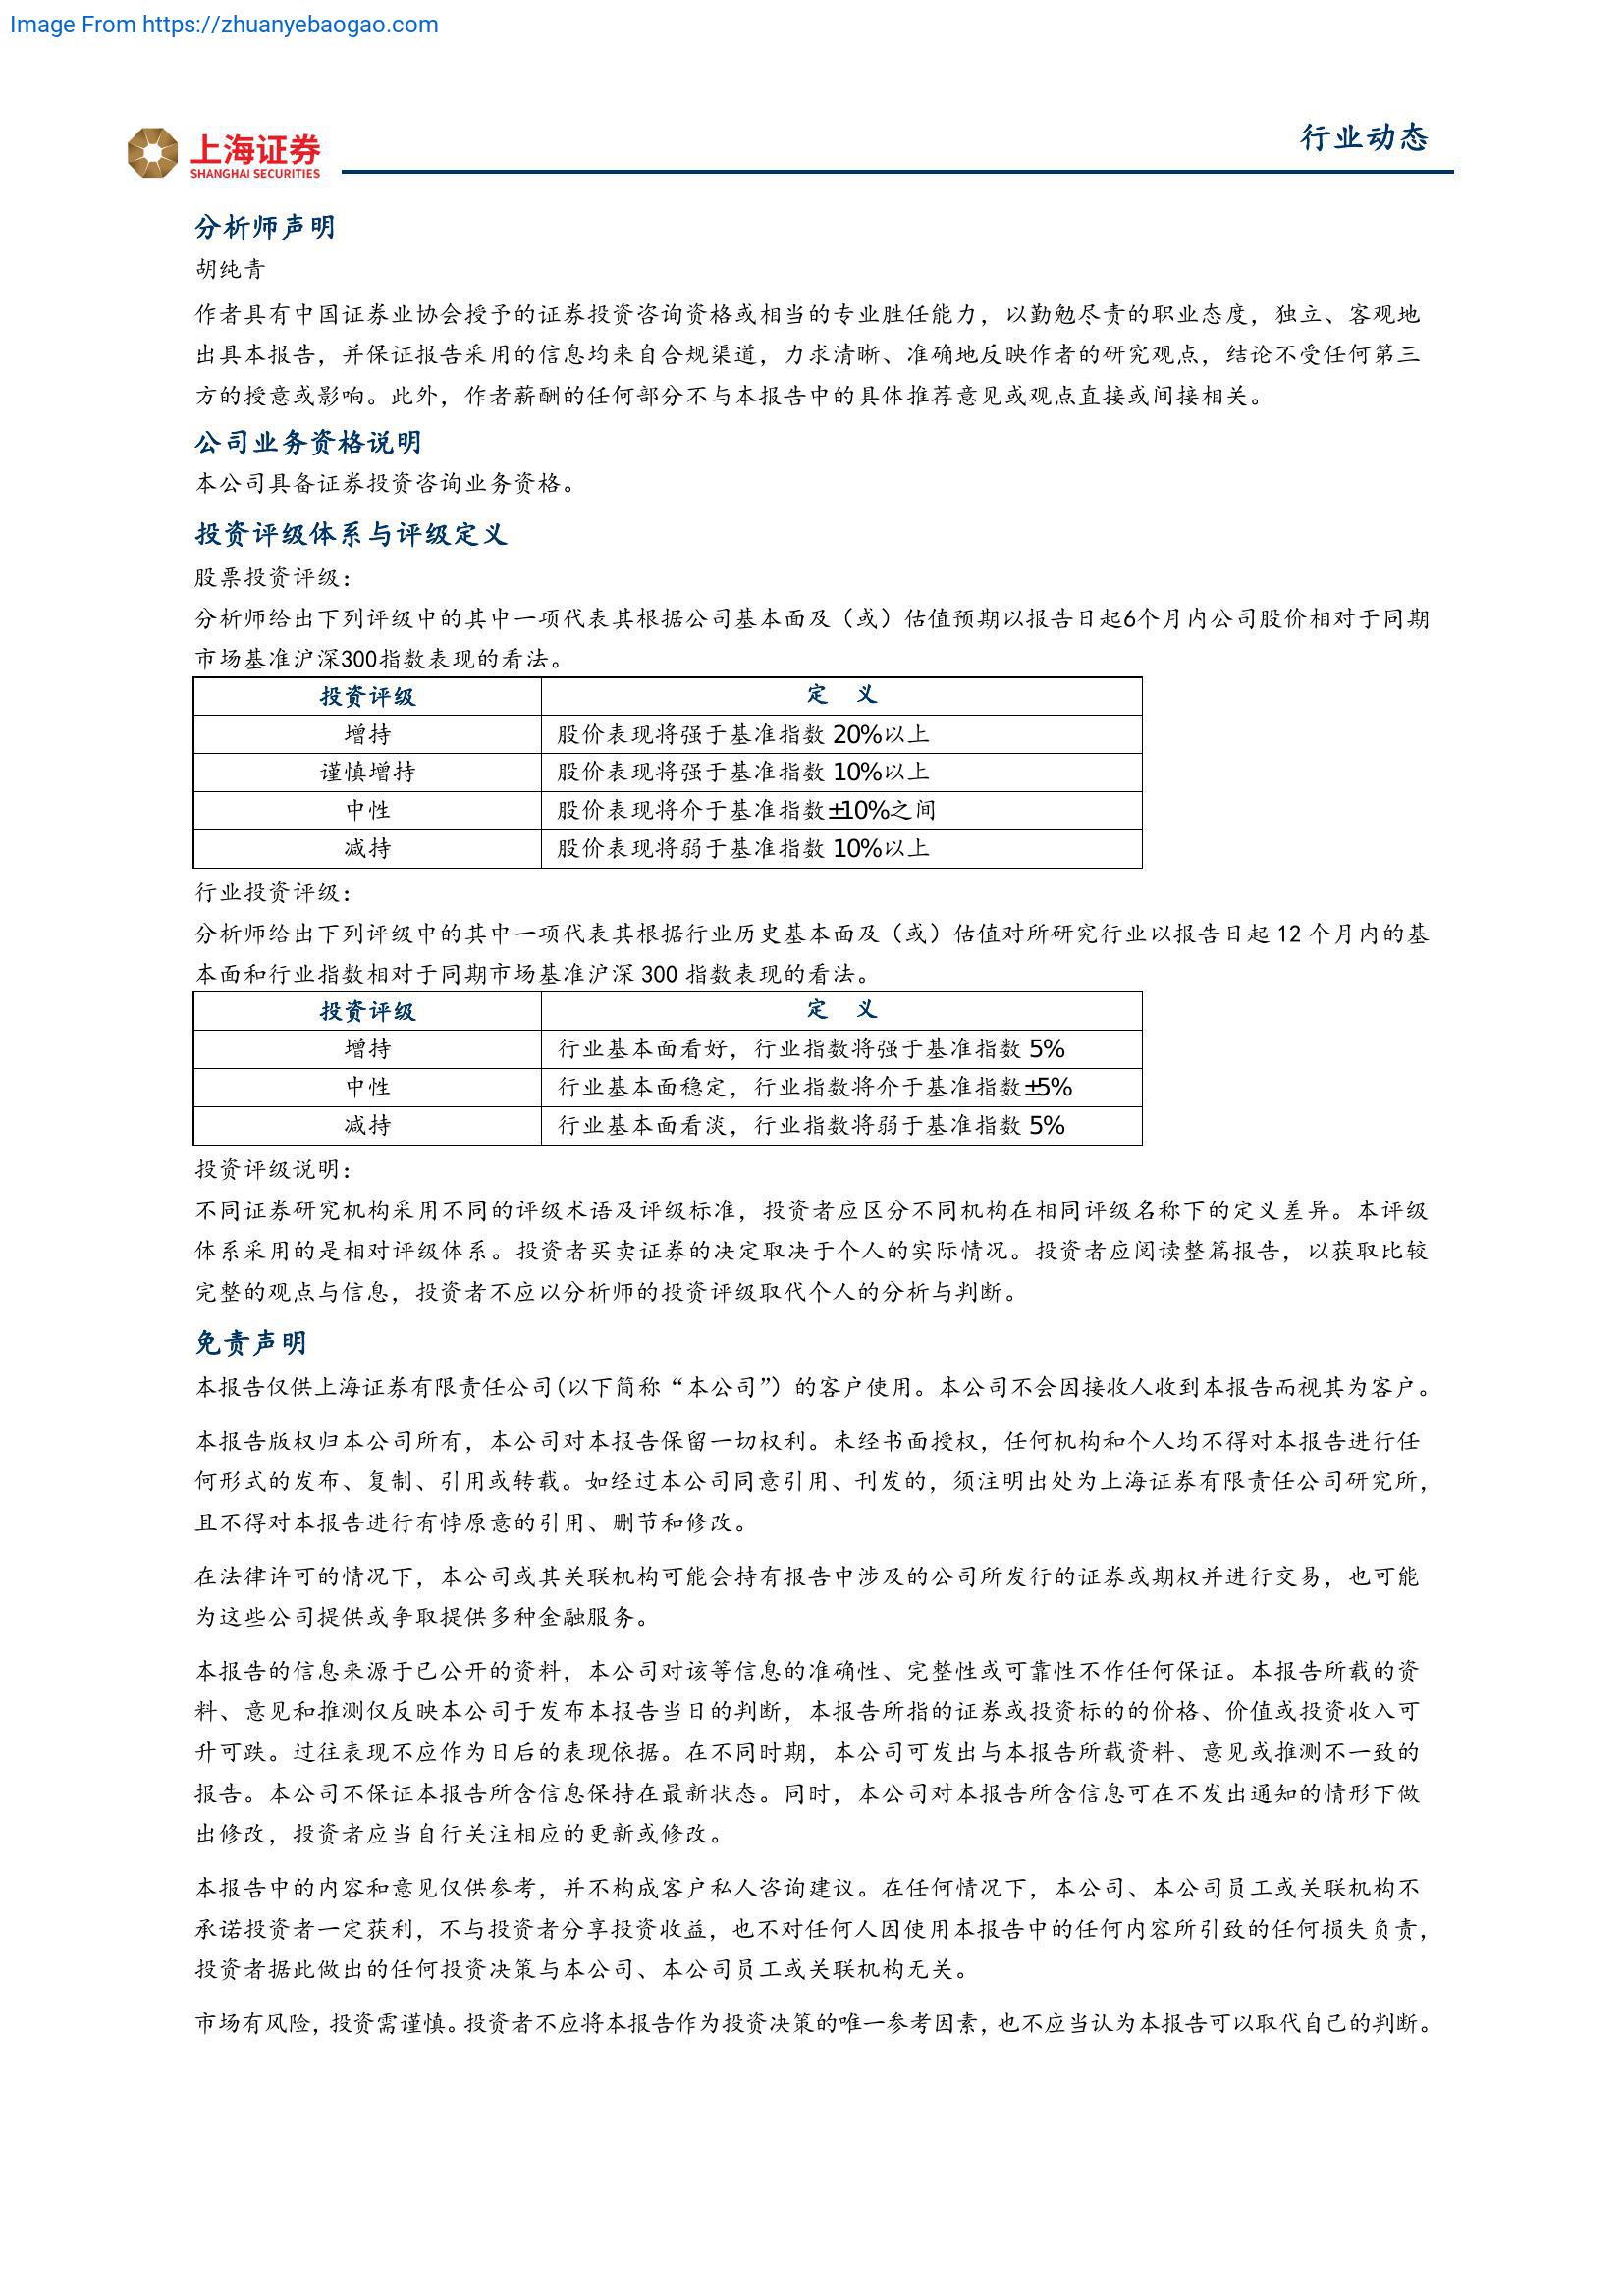 Image From https://zhuanyebaogao.com
上海证券
SHANGHAI SECURITIES
行业动态
分析师声明
胡纯青
作者具有中国证券业协会授予的证券投资咨询资格或相当的专业胜任能力，以勤勉尽责的职业态度，独立、客观地
出具本报告，并保证报告采用的信息均来自合规渠道，力求清晰、准确地反映作者的研究观点，结论不受任何第三
方的授意或影响。此外，作者薪酬的任何部分不与本报告中的具体推荐意见或观点直接或间接相关。
公司业务资格说明
本公司具备证券投资咨询业务资格。
投资评级体系与评级定义
股票投资评级：
分析师给出下列评级中的其中一项代表其根据公司基本面及（或）估值预期以报告日起6个月内公司股价相对于同期
市场基准沪深300指数表现的看法。
投资评级 定 义
增持 股价表现将强于基准指数 20%以上
谨慎增持 股价表现将强于基准指数 10%以上
中性 股价表现将介于基准指数±10%之间
减持 股价表现将弱于基准指数 10%以上
行业投资评级：
分析师给出下列评级中的其中一项代表其根据行业历史基本面及（或）估值对所研究行业以报告日起 12 个月内的基
本面和行业指数相对于同期市场基准沪深 300 指数表现的看法。
投资评级 定 义
增持 行业基本面看好，行业指数将强于基准指数 5%
中性 行业基本面稳定，行业指数将介于基准指数±5%
减持 行业基本面看淡，行业指数将弱于基准指数 5%
投资评级说明：
不同证券研究机构采用不同的评级术语及评级标准，投资者应区分不同机构在相同评级名称下的定义差异。本评级
体系采用的是相对评级体系。投资者买卖证券的决定取决于个人的实际情况。投资者应阅读整篇报告，以获取比较
完整的观点与信息，投资者不应以分析师的投资评级取代个人的分析与判断。
免责声明
本报告仅供上海证券有限责任公司(以下简称“本公司”）的客户使用。本公司不会因接收人收到本报告而视其为客户。
本报告版权归本公司所有，本公司对本报告保留一切权利。未经书面授权，任何机构和个人均不得对本报告进行任
何形式的发布、复制、引用或转载。如经过本公司同意引用、刊发的，须注明出处为上海证券有限责任公司研究所，
且不得对本报告进行有悖原意的引用、删节和修改。
在法律许可的情况下，本公司或其关联机构可能会持有报告中涉及的公司所发行的证券或期权并进行交易，也可能
为这些公司提供或争取提供多种金融服务。
本报告的信息来源于已公开的资料，本公司对该等信息的准确性、完整性或可靠性不作任何保证。本报告所载的资
料、意见和推测仅反映本公司于发布本报告当日的判断，本报告所指的证券或投资标的的价格、价值或投资收入可
升可跌。过往表现不应作为日后的表现依据。在不同时期，本公司可发出与本报告所载资料、意见或推测不一致的
报告。本公司不保证本报告所含信息保持在最新状态。同时，本公司对本报告所含信息可在不发出通知的情形下做
出修改，投资者应当自行关注相应的更新或修改。
本报告中的内容和意见仅供参考，并不构成客户私人咨询建议。在任何情况下，本公司、本公司员工或关联机构不
承诺投资者一定获利，不与投资者分享投资收益，也不对任何人因使用本报告中的任何内容所引致的任何损失负责，
投资者据此做出的任何投资决策与本公司、本公司员工或关联机构无关。
市场有风险，投资需谨慎。投资者不应将本报告作为投资决策的唯一参考因素，也不应当认为本报告可以取代自己的判断。